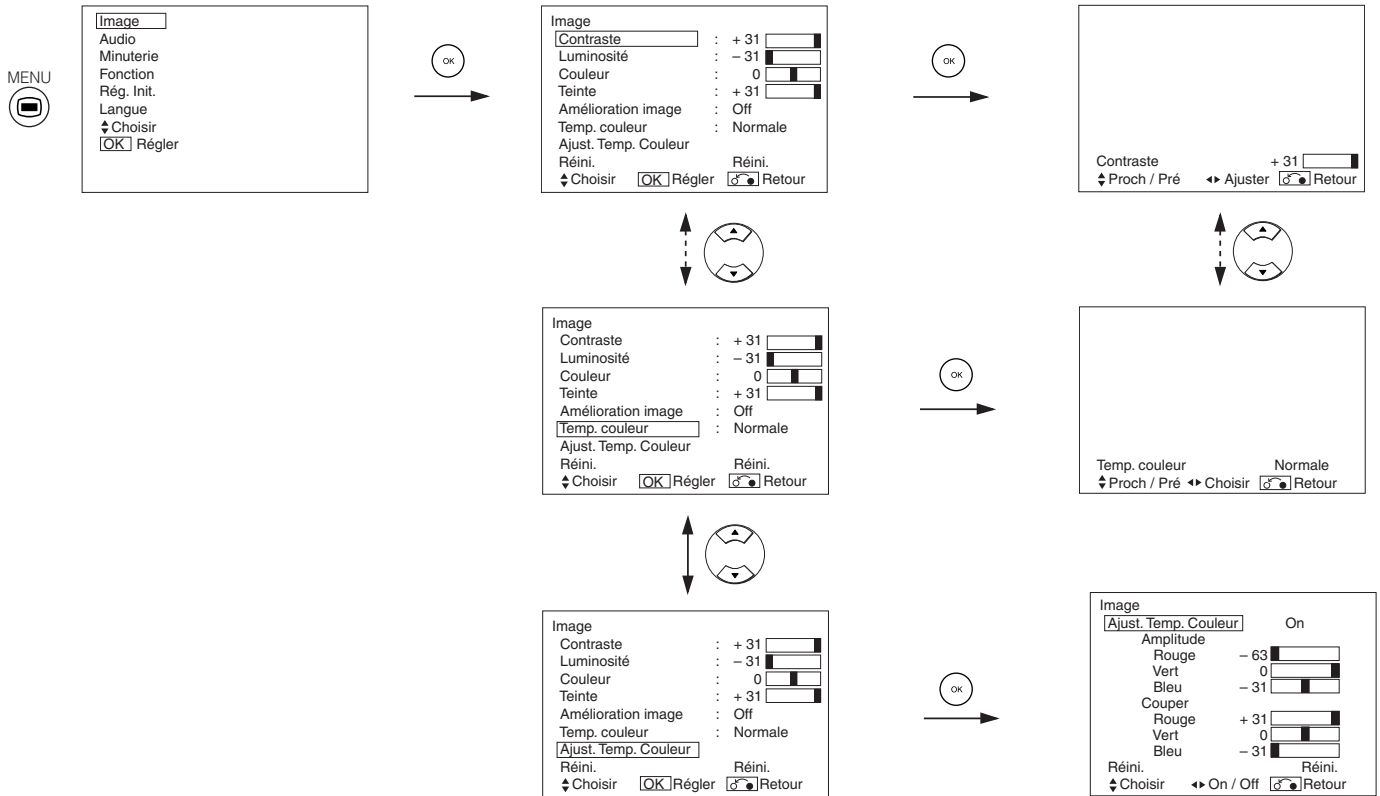 MENU
Image
Audio
Minuterie
Fonction
Rég. Init.
Langue
Choisir
OK Régler
OK
Image
Contraste : + 31
Luminosité : – 31
Couleur : 0
Teinte : + 31
Amélioration image : Off
Temp. couleur : Normale
Ajust. Temp. Couleur
Réini. Réini.
Choisir OK Régler Retour
OK
Contraste + 31
Proch / Pré Ajuster Retour
Image
Contraste : + 31
Luminosité : – 31
Couleur : 0
Teinte : + 31
Amélioration image : Off
Temp. couleur : Normale
Ajust. Temp. Couleur
Réini. Réini.
Choisir OK Régler Retour
OK
Temp. couleur Normale
Proch / Pré Choisir Retour
Image
Contraste : + 31
Luminosité : – 31
Couleur : 0
Teinte : + 31
Amélioration image : Off
Temp. couleur : Normale
Ajust. Temp. Couleur
Réini. Réini.
Choisir OK Régler Retour
OK
Image
Ajust. Temp. Couleur On
Amplitude
Rouge – 63
Vert 0
Bleu – 31
Couper
Rouge + 31
Vert 0
Bleu – 31
Réini. Réini.
Choisir On / Off Retour